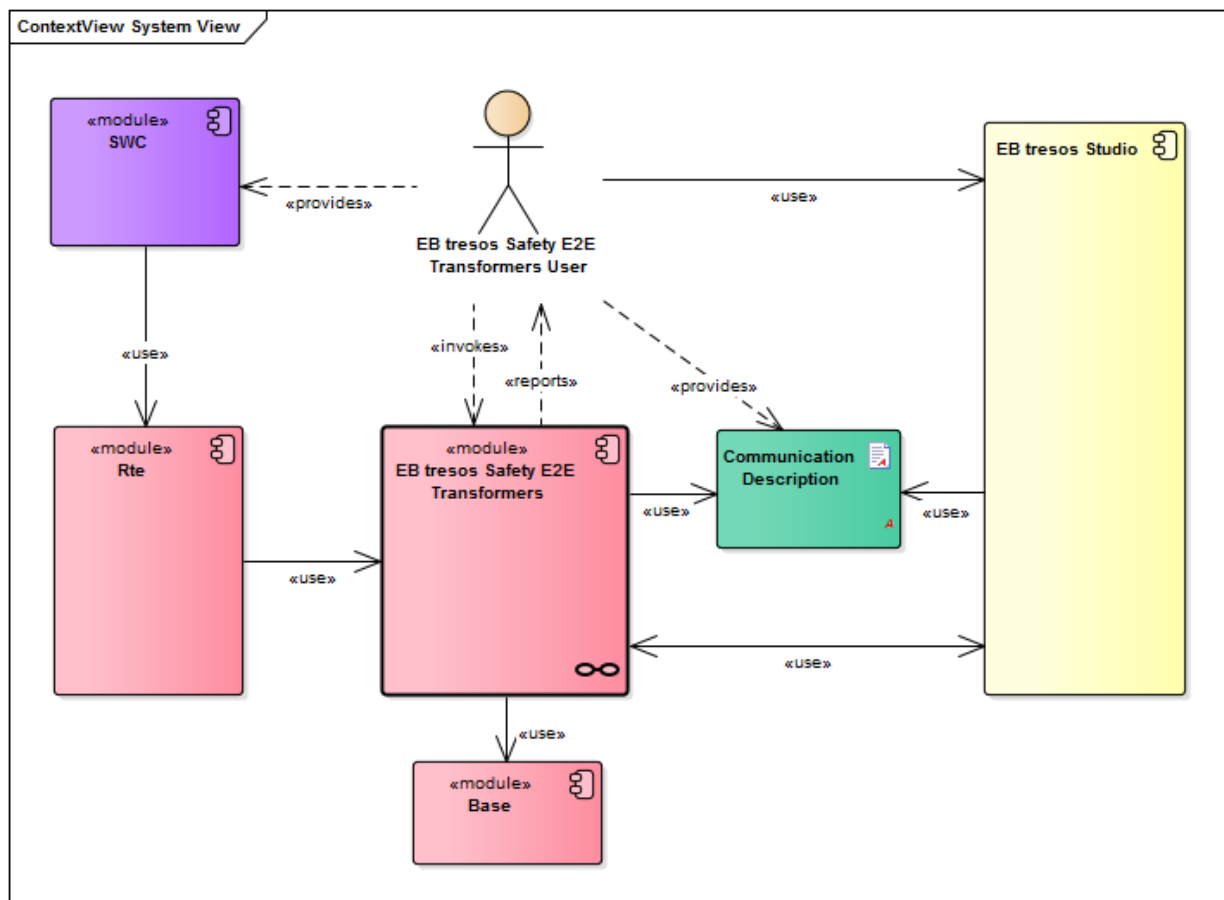 ContextView System View
«module»
SWC
EB tresos Studio
«provides»
«use»
EB tresos Safety E2E
Transformers User
«use»
«invokes»
«reports»
«provides»
«module»
Rte
«module»
EB tresos Safety E2E
Transformers
Communication
Description
A
A
«use»
«use»
«use»
«use»
«use»
«module»
Base